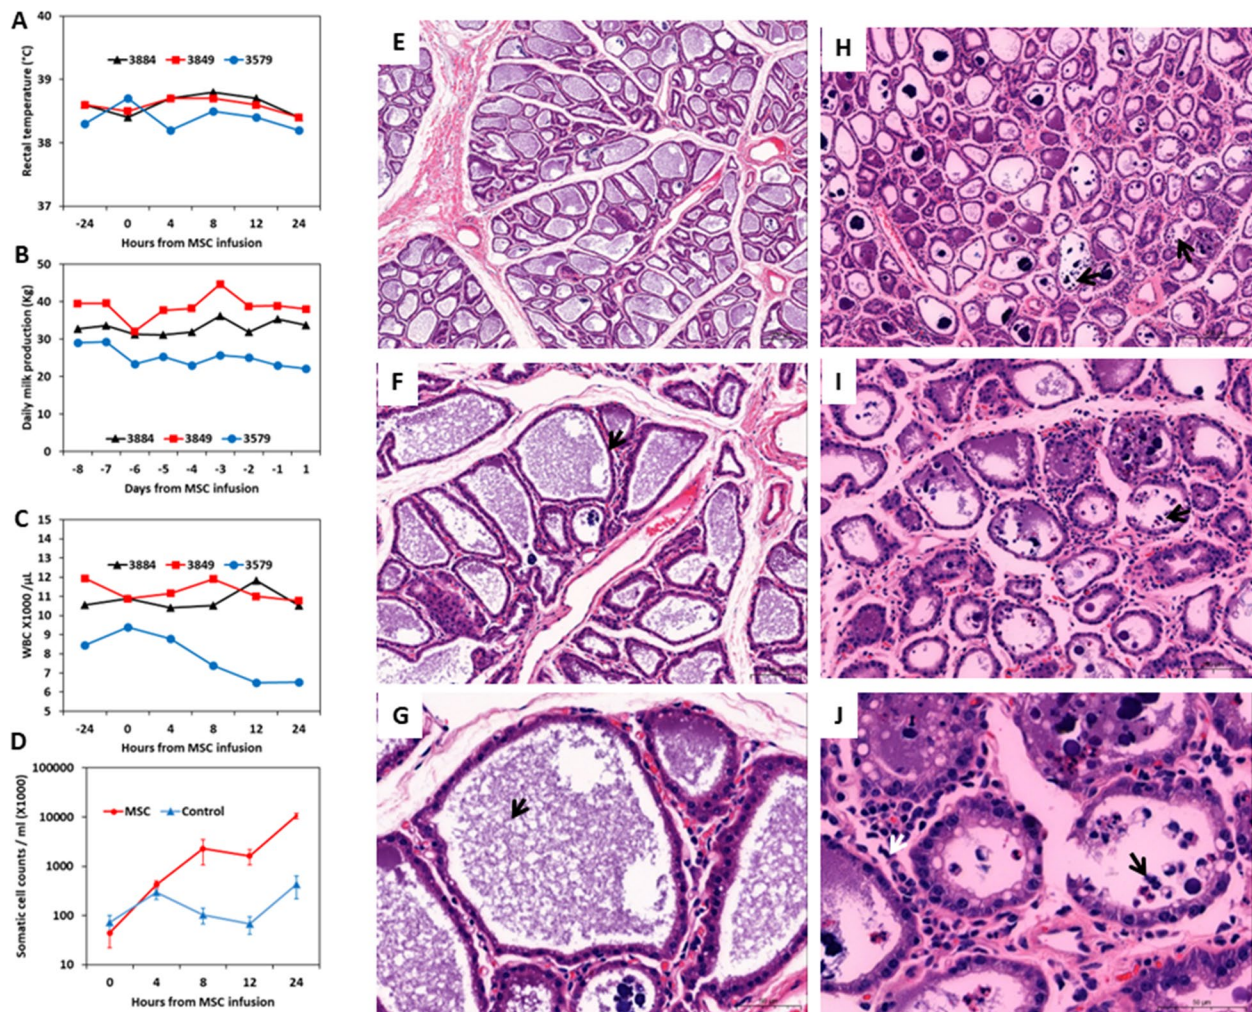 A
Rectal temperature (°C)
40
39
38
37
3884 3849 3579
-24 0 4 8 12 24
Hours from MSC infusion
B
Daily milk production (Kg)
50
40
30
20
10
0
3884 3849 3579
-8 -7 -6 -5 -4 -3 -2 -1 1
Days from MSC infusion
C
WBC X1000 /µL
15
14
13
12
11
10
9
8
7
6
5
3884 3849 3579
-24 0 4 8 12 24
Hours from MSC infusion
D
Somatic cell counts / ml (X1000)
100000
10000
1000
100
10
MSC Control
0 4 8 12 24
Hours from MSC infusion
E
F
G
H
I
J
50 µm